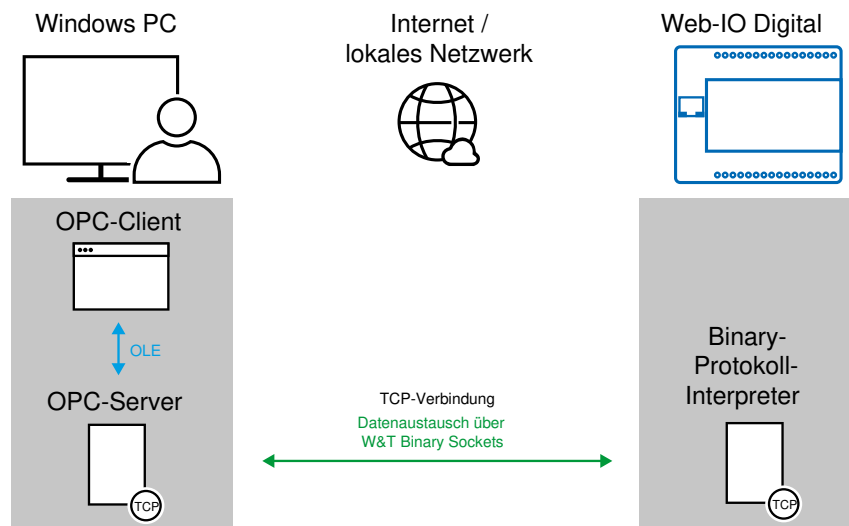 Windows PC
Internet /
lokales Netzwerk
Web-IO Digital
OPC-Client
OLE
OPC-Server
TCP
TCP-Verbindung
Datenaustausch über
W&T Binary Sockets
Binary-
Protokoll-
Interpreter
TCP